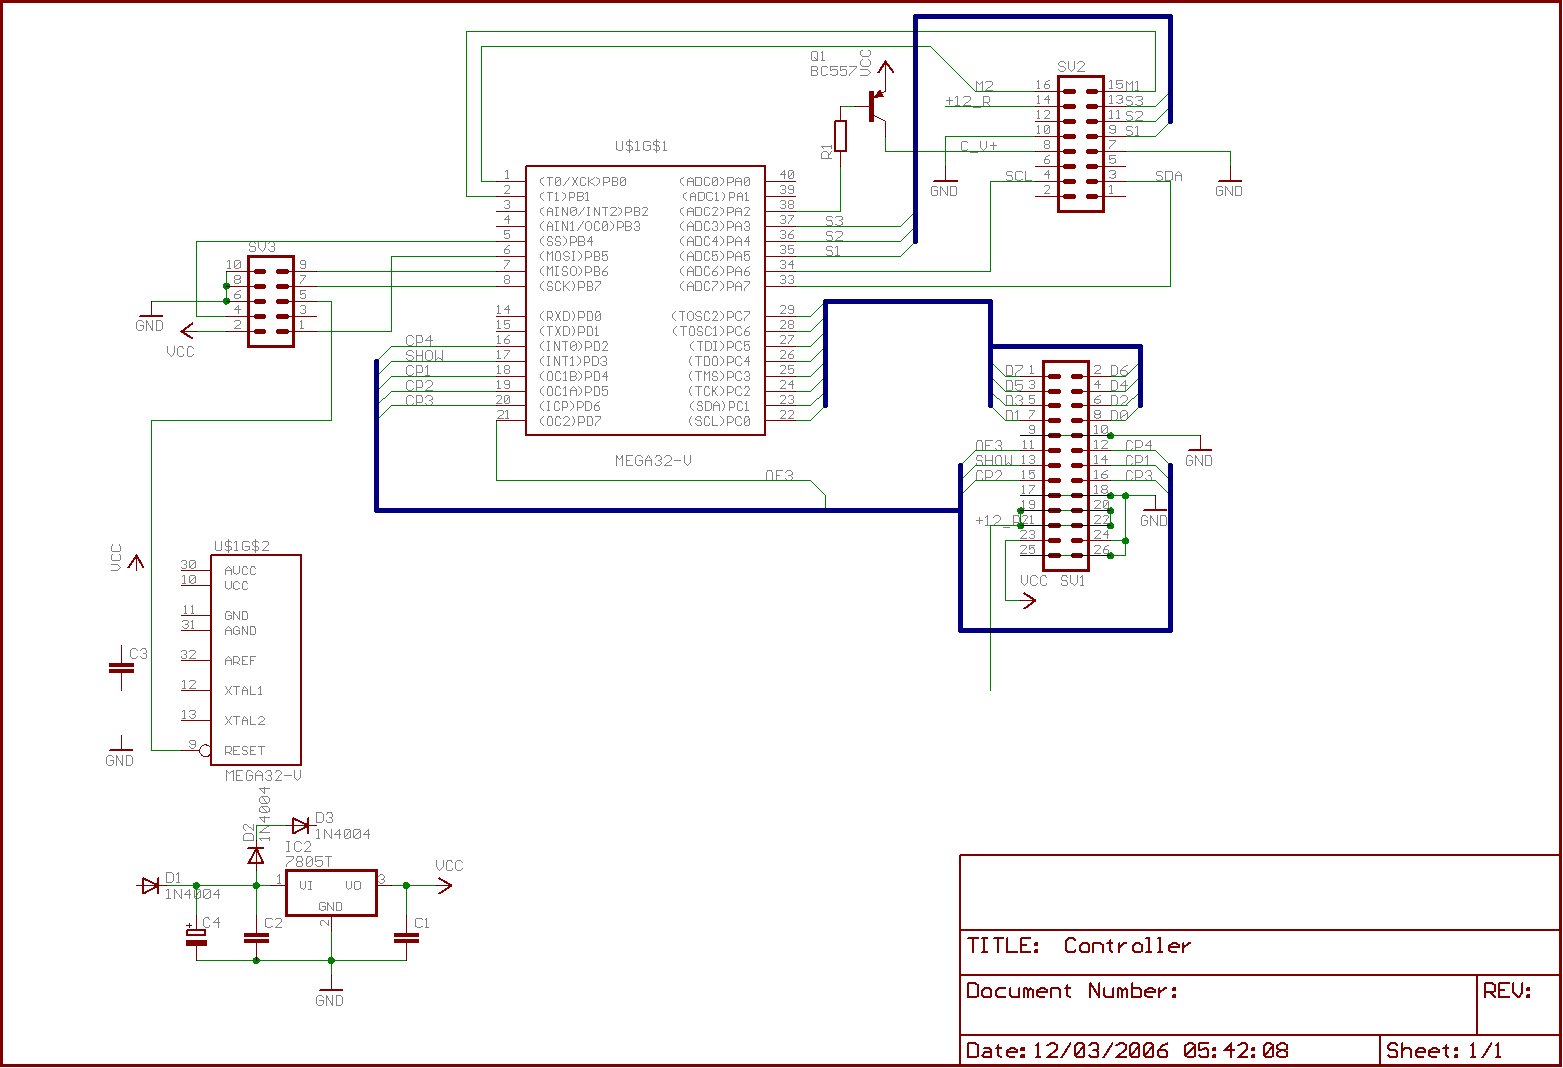 Q1
BC557
VCC
U$1G$1
1 (T0/XCK)PB0 (ADC0)PA0 40
2 (T1)PB1 (ADC1)PA1 39
3 (AIN0/INT2)PB2 (ADC2)PA2 38
4 (AIN1/OC0)PB3 (ADC3)PA3 37 S3
5 (SS)PB4 (ADC4)PA4 36 S2
6 (MOSI)PB5 (ADC5)PA5 35 S1
7 (MISO)PB6 (ADC6)PA6 34
8 (SCK)PB7 (ADC7)PA7 33
14 (RXD)PD0 (TOSC2)PC7 29
15 (TXD)PD1 (TOSC1)PC6 28
CP4 16 (INT0)PD2 (TDI)PC5 27
SHOW 17 (INT1)PD3 (TDO)PC4 26
CP1 18 (OC1B)PD4 (TMS)PC3 25
CP2 19 (OC1A)PD5 (TCK)PC2 24
CP3 20 (ICP)PD6 (SDA)PC1 23
21 (OC2)PD7 (SCL)PC0 22
MEGA32-V
OE3
R1
SV2
M2 16 15 M1
+12_R 14 13 S3
12 11 S2
10 9 S1
C_V+ 8 7
6 5
SCL 4 3 SDA
2 1
GND
GND
SV3
10 9
8 7
6 5
4 3
2 1
GND
VCC
D7 1 2 D6
D5 3 4 D4
D3 5 6 D2
D1 7 8 D0
9 10
OE3 11 12 CP4
SHOW 13 14 CP1
CP2 15 16 CP3
17 18
19 20
+12_R 21 22
23 24
25 26
GND
GND
VCC SV1
U$1G$2
VCC
30 AVCC
10 VCC
11 GND
31 AGND
32 AREF
12 XTAL1
13 XTAL2
9 RESET
MEGA32-V
C3
GND
D2
1N4004
D3
1N4004
IC2
7805T
D1
1N4004
1 VI VO 3
GND
2
VCC
C4
C2
C1
GND
TITLE: Controller
Document Number:
REV:
Date: 12/03/2006 05:42:08
Sheet: 1/1